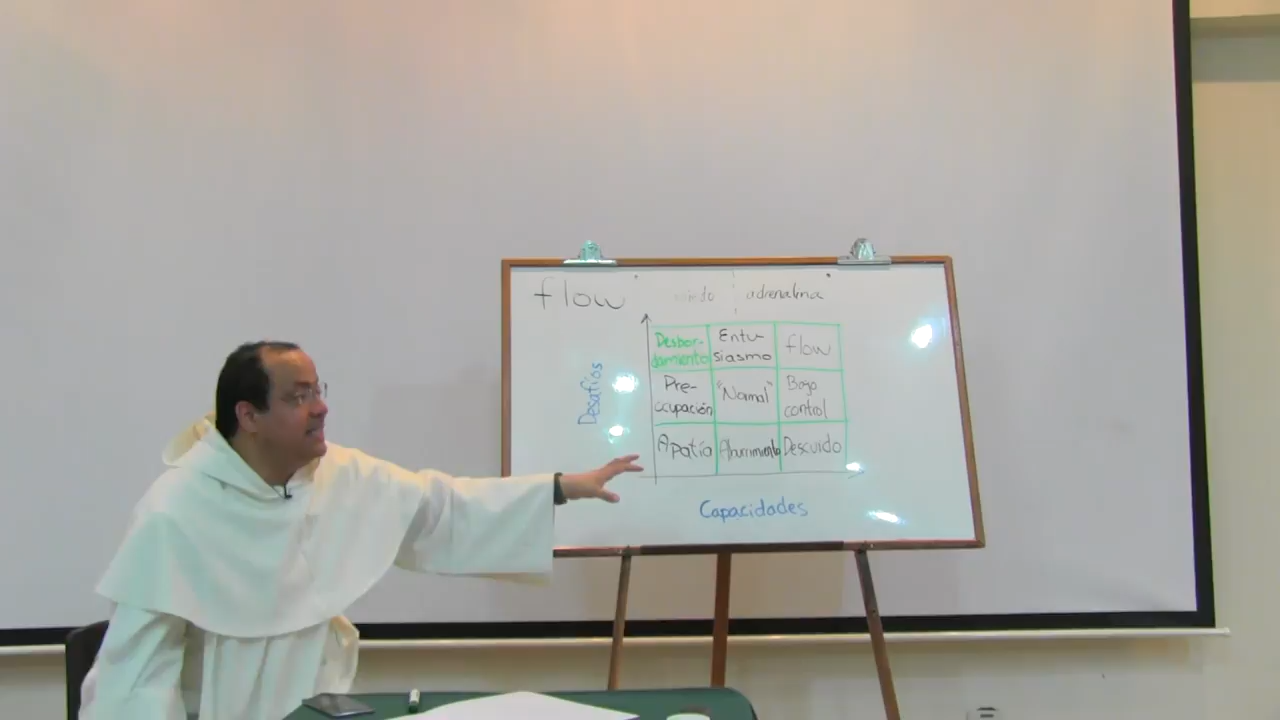 flow miedo adrenalina
Desbor-
damiento
Entu-
siasmo
flow
Pre-
ocupación
"Normal"
Bajo
control
Apatía
Aburrimiento
Descuido
Desafíos
Capacidades